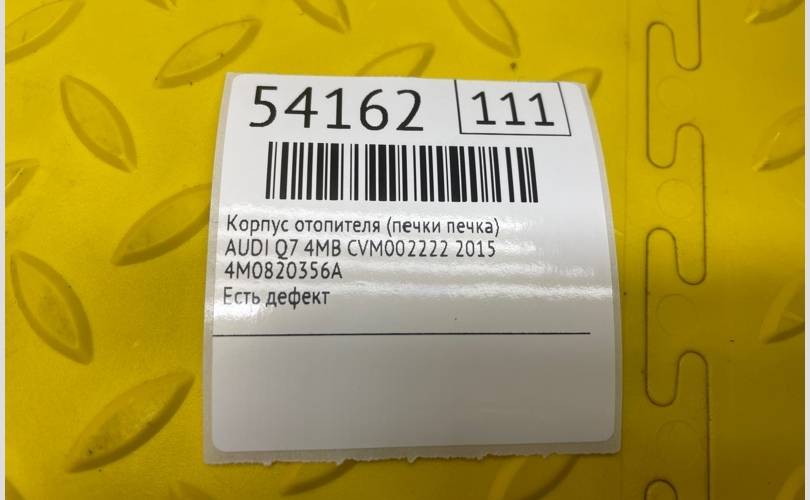 54162 111
Корпус отопителя (печки печка)
AUDI Q7 4MB CVM002222 2015
4M0820356A
Есть дефект